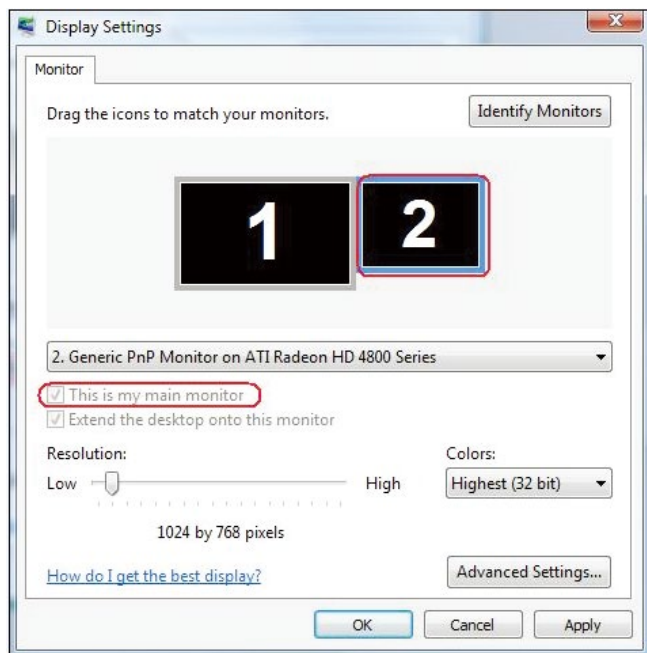 Display Settings
Monitor
Drag the icons to match your monitors.
Identify Monitors
1
2
2. Generic PnP Monitor on ATI Radeon HD 4800 Series
This is my main monitor
Extend the desktop onto this monitor
Resolution:
Colors:
Low
High
Highest (32 bit)
1024 by 768 pixels
How do I get the best display?
Advanced Settings...
OK
Cancel
Apply